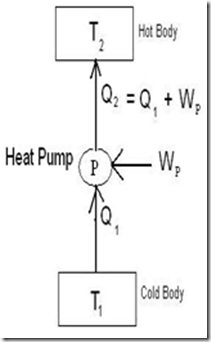 T₂ Hot Body
Q₂ = Q₁ + Wₚ
Heat Pump P Wₚ
Q₁
T₁ Cold Body